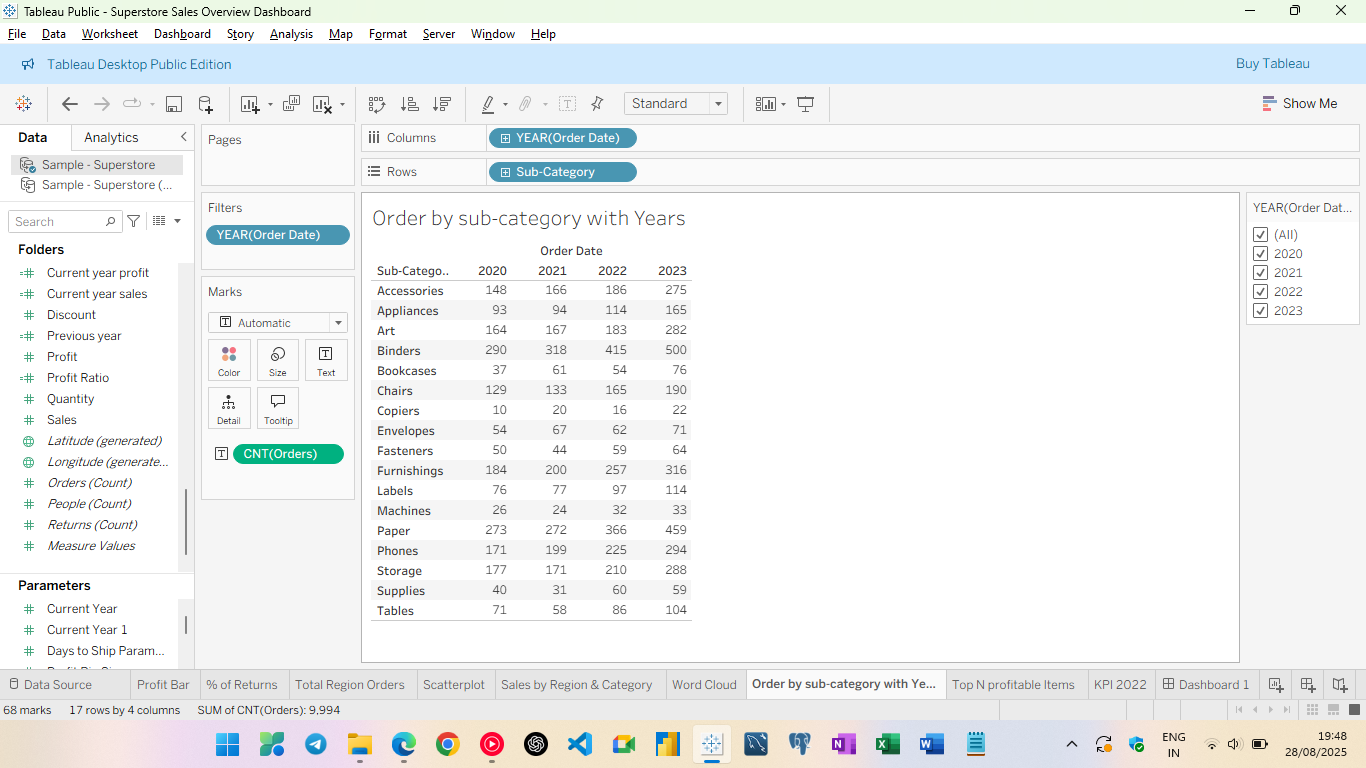 Tableau Public - Superstore Sales Overview Dashboard
File Data Worksheet Dashboard Story Analysis Map Format Server Window Help
Tableau Desktop Public Edition Buy Tableau
Standard Show Me
Data Analytics
Sample - Superstore
Sample - Superstore (...
Search
Folders
Current year profit
Current year sales
Discount
Previous year
Profit
Profit Ratio
Quantity
Sales
Latitude (generated)
Longitude (generate...
Orders (Count)
People (Count)
Returns (Count)
Measure Values
Parameters
Current Year
Current Year 1
Days to Ship Param...
Pages
Filters
YEAR(Order Date)
Marks
Automatic
Color Size Text
Detail Tooltip
CNT(Orders)
Columns YEAR(Order Date)
Rows Sub-Category
Order by sub-category with Years
Order Date
Sub-Catego.. 2020 2021 2022 2023
Accessories 148 166 186 275
Appliances 93 94 114 165
Art 164 167 183 282
Binders 290 318 415 500
Bookcases 37 61 54 76
Chairs 129 133 165 190
Copiers 10 20 16 22
Envelopes 54 67 62 71
Fasteners 50 44 59 64
Furnishings 184 200 257 316
Labels 76 77 97 114
Machines 26 24 32 33
Paper 273 272 366 459
Phones 171 199 225 294
Storage 177 171 210 288
Supplies 40 31 60 59
Tables 71 58 86 104
YEAR(Order Dat...
(All)
2020
2021
2022
2023
Data Source Profit Bar % of Returns Total Region Orders Scatterplot Sales by Region & Category Word Cloud Order by sub-category with Ye... Top N profitable Items KPI 2022 Dashboard 1
68 marks 17 rows by 4 columns SUM of CNT(Orders): 9,994
ENG 19:48
IN 28/08/2025